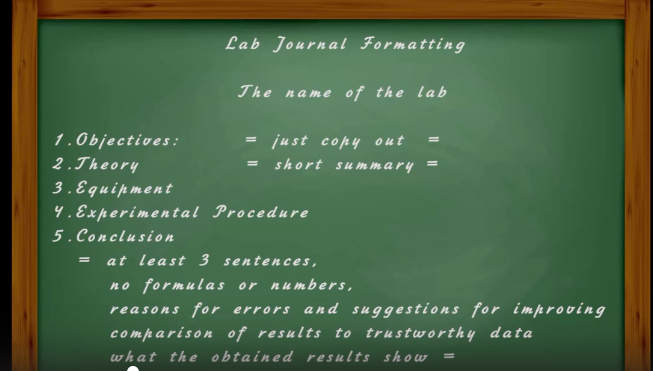 Lab Journal Formatting
The name of the lab
1.Objectives: = just copy out =
2.Theory = short summary =
3.Equipment
4.Experimental Procedure
5.Conclusion
= at least 3 sentences,
no formulas or numbers,
reasons for errors and suggestions for improving
comparison of results to trustworthy data
what the obtained results show =